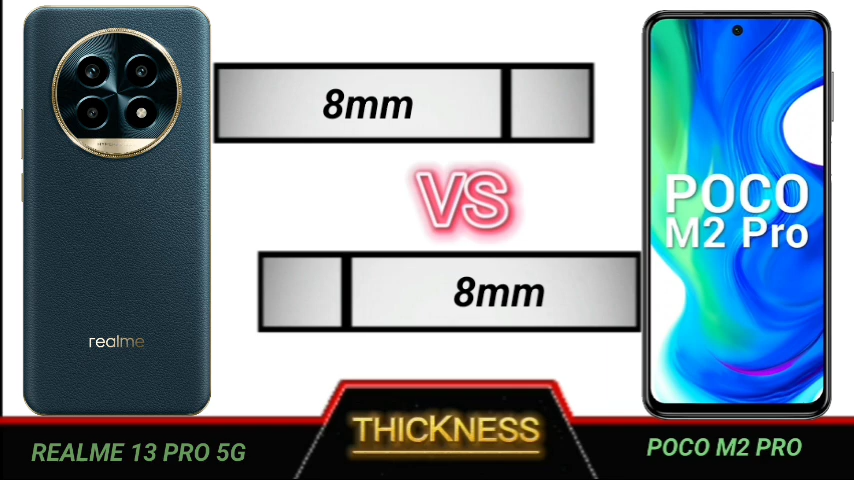 8mm
VS
8mm
POCO
M2 Pro
realme
THICKNESS
REALME 13 PRO 5G
POCO M2 PRO